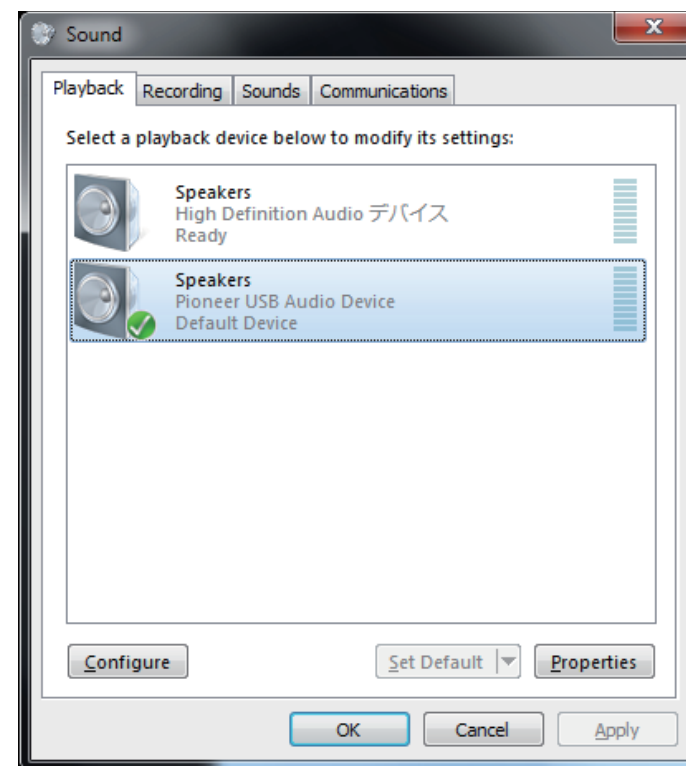 Sound
Playback Recording Sounds Communications
Select a playback device below to modify its settings:
Speakers
High Definition Audio デバイス
Ready
Speakers
Pioneer USB Audio Device
Default Device
Configure Set Default Properties
OK Cancel Apply